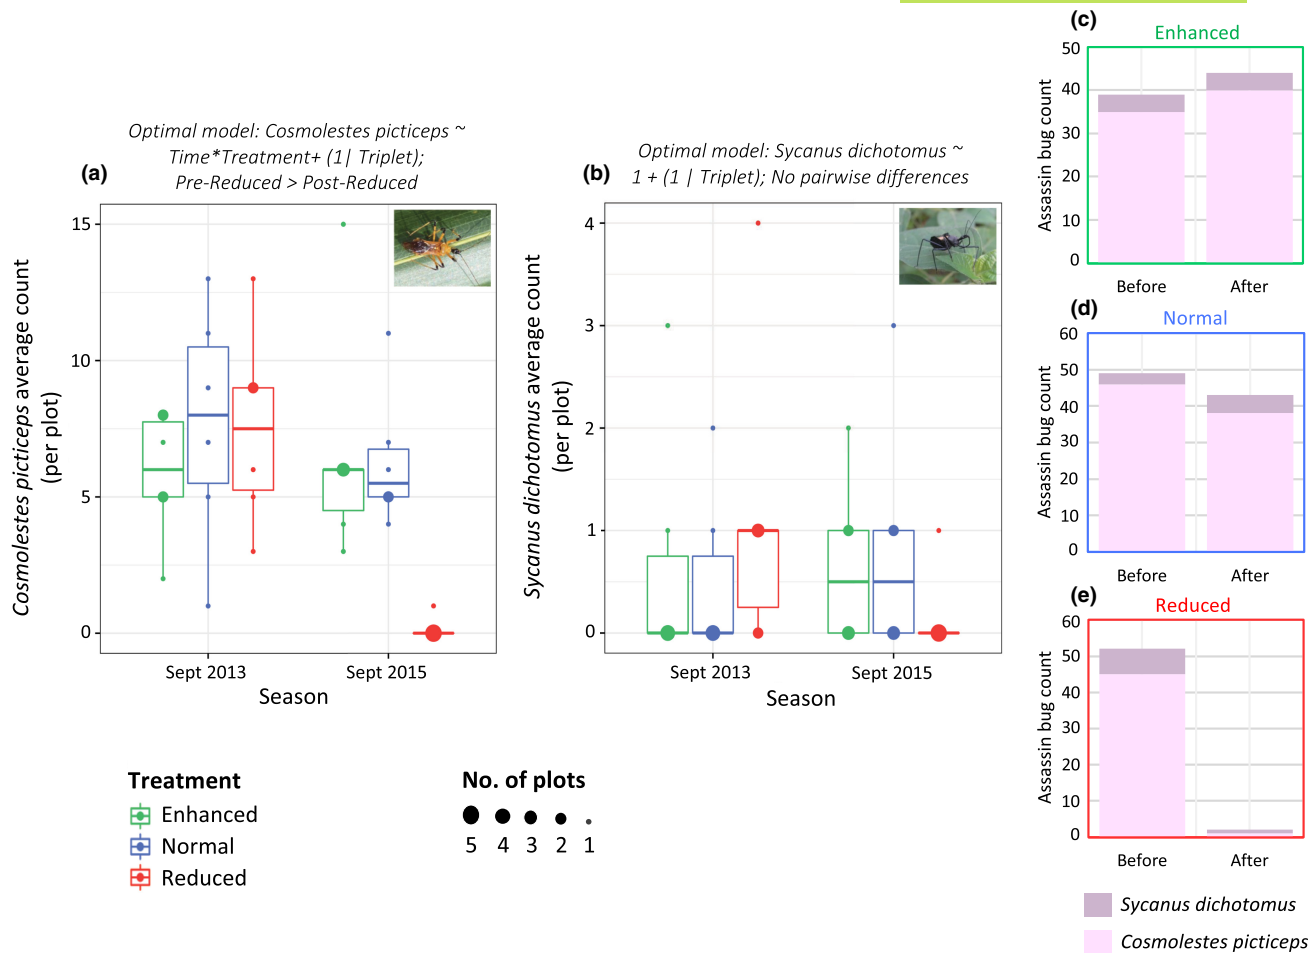 Optimal model: Cosmolestes picticeps ~
Time*Treatment+ (1| Triplet);
Pre-Reduced > Post-Reduced
(a)
15
10
5
0
Cosmolestes picticeps average count
(per plot)
Sept 2013
Sept 2015
Season
Optimal model: Sycanus dichotomus ~
1 + (1 | Triplet); No pairwise differences
(b)
4
3
2
1
0
Sycanus dichotomus average count
(per plot)
Sept 2013
Sept 2015
Season
Treatment
Enhanced
Normal
Reduced
No. of plots
5 4 3 2 1
(c)
Enhanced
50
40
30
20
10
0
Assassin bug count
Before
After
(d)
Normal
60
50
40
30
20
10
0
Assassin bug count
Before
After
(e)
Reduced
60
50
40
30
20
10
0
Assassin bug count
Before
After
Sycanus dichotomus
Cosmolestes picticeps